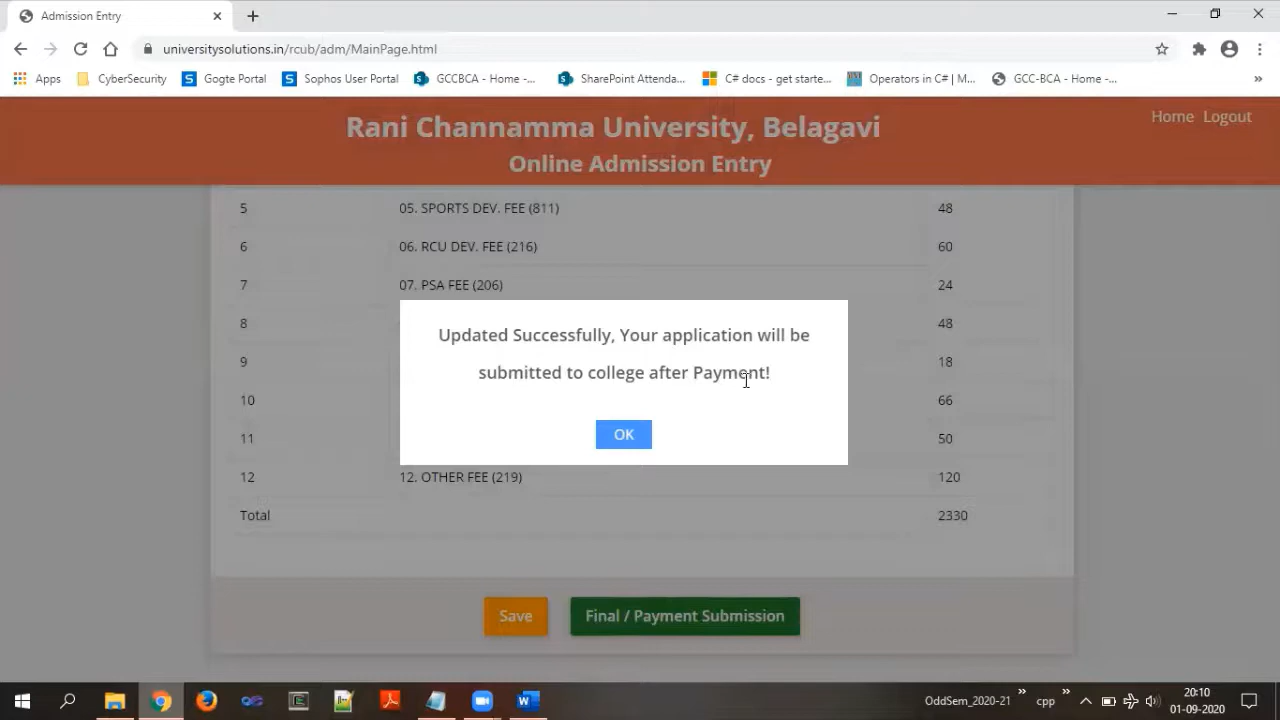 Admission Entry
universitysolutions.in/rcub/adm/MainPage.html
Apps CyberSecurity Gogte Portal Sophos User Portal GCCBCA - Home -... SharePoint Attenda... C# docs - get starte... Operators in C# | M... GCC-BCA - Home -... »
Rani Channamma University, Belagavi
Home Logout
Online Admission Entry
5 05. SPORTS DEV. FEE (811) 48
6 06. RCU DEV. FEE (216) 60
7 07. PSA FEE (206) 24
8 48
9 18
10 66
11 50
Updated Successfully, Your application will be
submitted to college after Payment!
OK
12 12. OTHER FEE (219) 120
Total 2330
Save Final / Payment Submission
OddSem_2020-21 » cpp » 20:10
01-09-2020